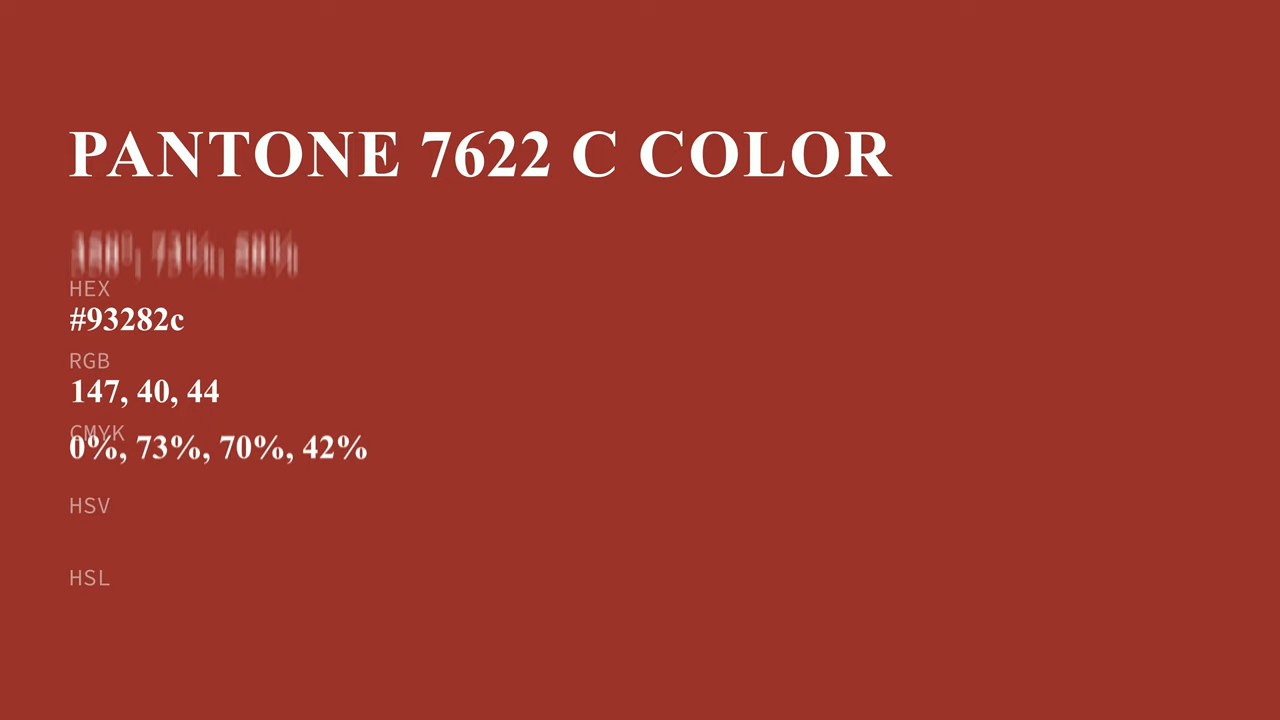 PANTONE 7622 C COLOR
HEX
#93282c
RGB
147, 40, 44
CMYK
0%, 73%, 70%, 42%
HSV
HSL